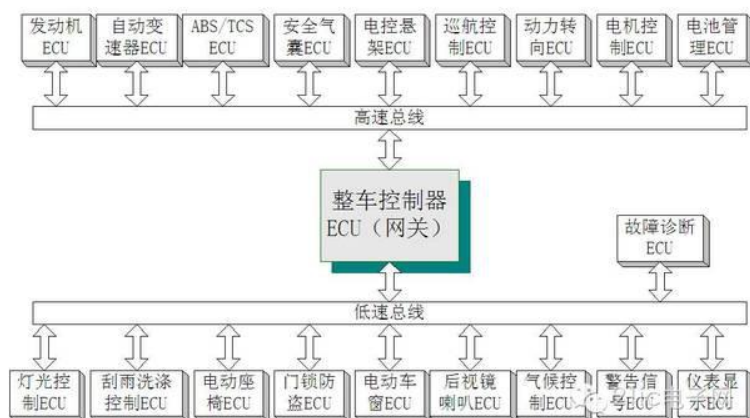 发动机
ECU
自动变
速器ECU
ABS/TCS
ECU
安全气
囊ECU
电控悬
架ECU
巡航控
制ECU
动力转
向ECU
电机控
制ECU
电池管
理ECU
高速总线
整车控制器
ECU（网关）
故障诊断
ECU
低速总线
灯光控
制ECU
刮雨洗涤
控制ECU
电动座
椅ECU
门锁防
盗ECU
电动车
窗ECU
后视镜
喇叭ECU
气候控
制ECU
警告信
号ECU
仪表显
示ECU